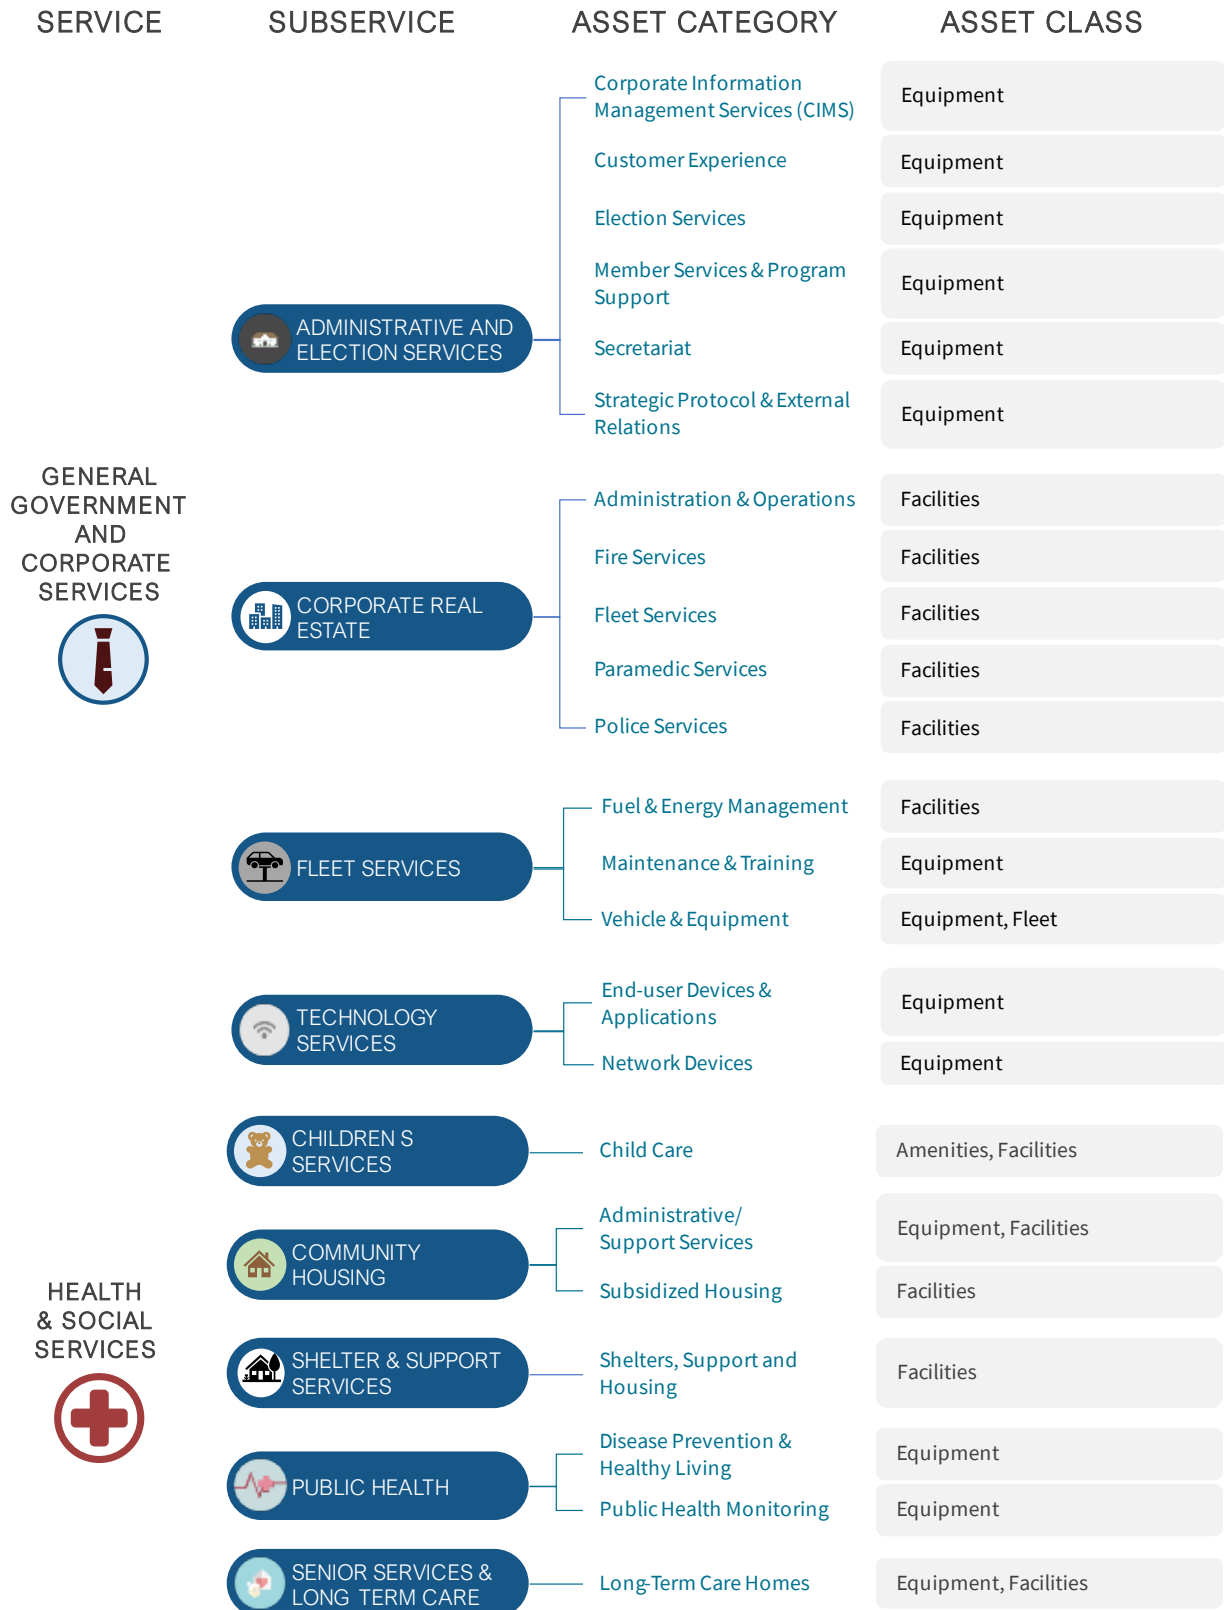 SERVICE
SUBSERVICE
ASSET CATEGORY
ASSET CLASS
GENERAL
GOVERNMENT
AND
CORPORATE
SERVICES
ADMINISTRATIVE AND
ELECTION SERVICES
Corporate Information
Management Services (CIMS)
Equipment
Customer Experience
Equipment
Election Services
Equipment
Member Services & Program
Support
Equipment
Secretariat
Equipment
Strategic Protocol & External
Relations
Equipment
CORPORATE REAL
ESTATE
Administration & Operations
Facilities
Fire Services
Facilities
Fleet Services
Facilities
Paramedic Services
Facilities
Police Services
Facilities
FLEET SERVICES
Fuel & Energy Management
Facilities
Maintenance & Training
Equipment
Vehicle & Equipment
Equipment, Fleet
TECHNOLOGY
SERVICES
End-user Devices &
Applications
Equipment
Network Devices
Equipment
HEALTH
& SOCIAL
SERVICES
CHILDREN S
SERVICES
Child Care
Amenities, Facilities
COMMUNITY
HOUSING
Administrative/
Support Services
Equipment, Facilities
Subsidized Housing
Facilities
SHELTER & SUPPORT
SERVICES
Shelters, Support and
Housing
Facilities
PUBLIC HEALTH
Disease Prevention &
Healthy Living
Equipment
Public Health Monitoring
Equipment
SENIOR SERVICES &
LONG TERM CARE
Long-Term Care Homes
Equipment, Facilities